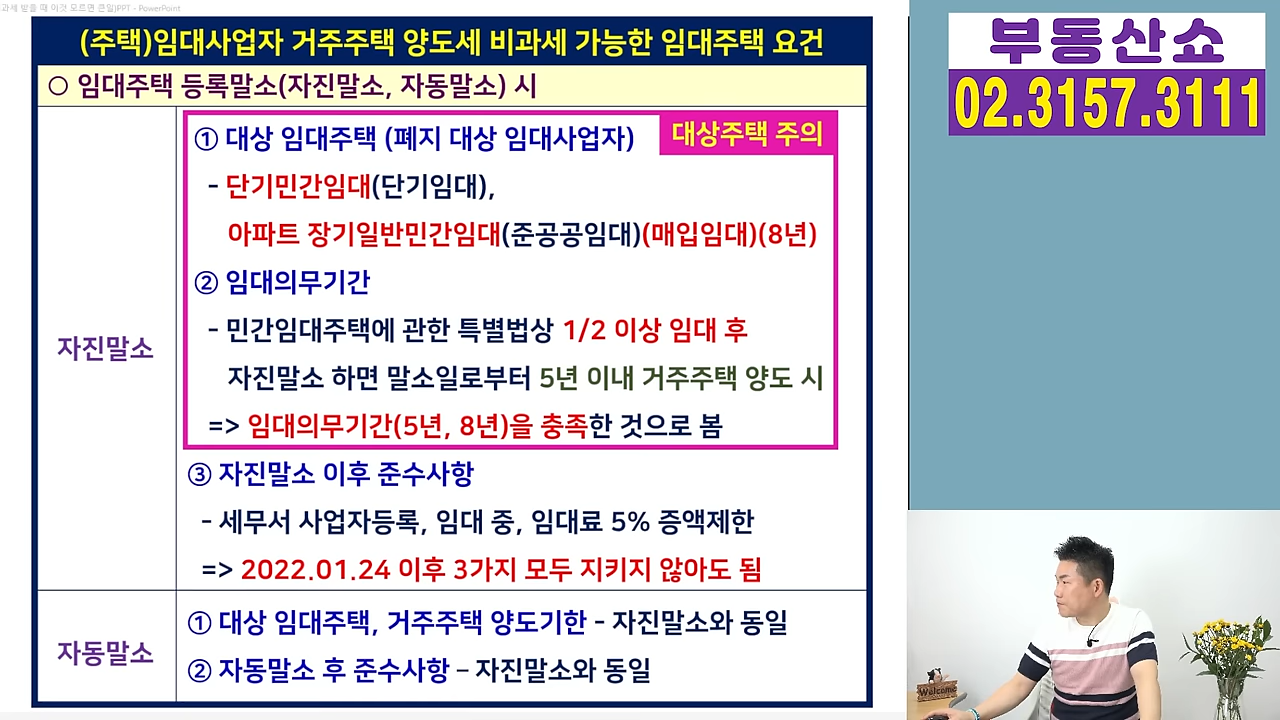 과세 받을 때 이것 모르면 큰일)PPT - PowerPoint
(주택)임대사업자 거주주택 양도세 비과세 가능한 임대주택 요건
○ 임대주택 등록말소(자진말소, 자동말소) 시
자진말소
① 대상 임대주택 (폐지 대상 임대사업자)
대상주택 주의
- 단기민간임대(단기임대),
아파트 장기일반민간임대(준공공임대)(매입임대)(8년)
② 임대의무기간
- 민간임대주택에 관한 특별법상 1/2 이상 임대 후
자진말소 하면 말소일로부터 5년 이내 거주주택 양도 시
=> 임대의무기간(5년, 8년)을 충족한 것으로 봄
③ 자진말소 이후 준수사항
- 세무서 사업자등록, 임대 중, 임대료 5% 증액제한
=> 2022.01.24 이후 3가지 모두 지키지 않아도 됨
자동말소
① 대상 임대주택, 거주주택 양도기한 - 자진말소와 동일
② 자동말소 후 준수사항 – 자진말소와 동일
부동산쇼
02.3157.3111
Welcome